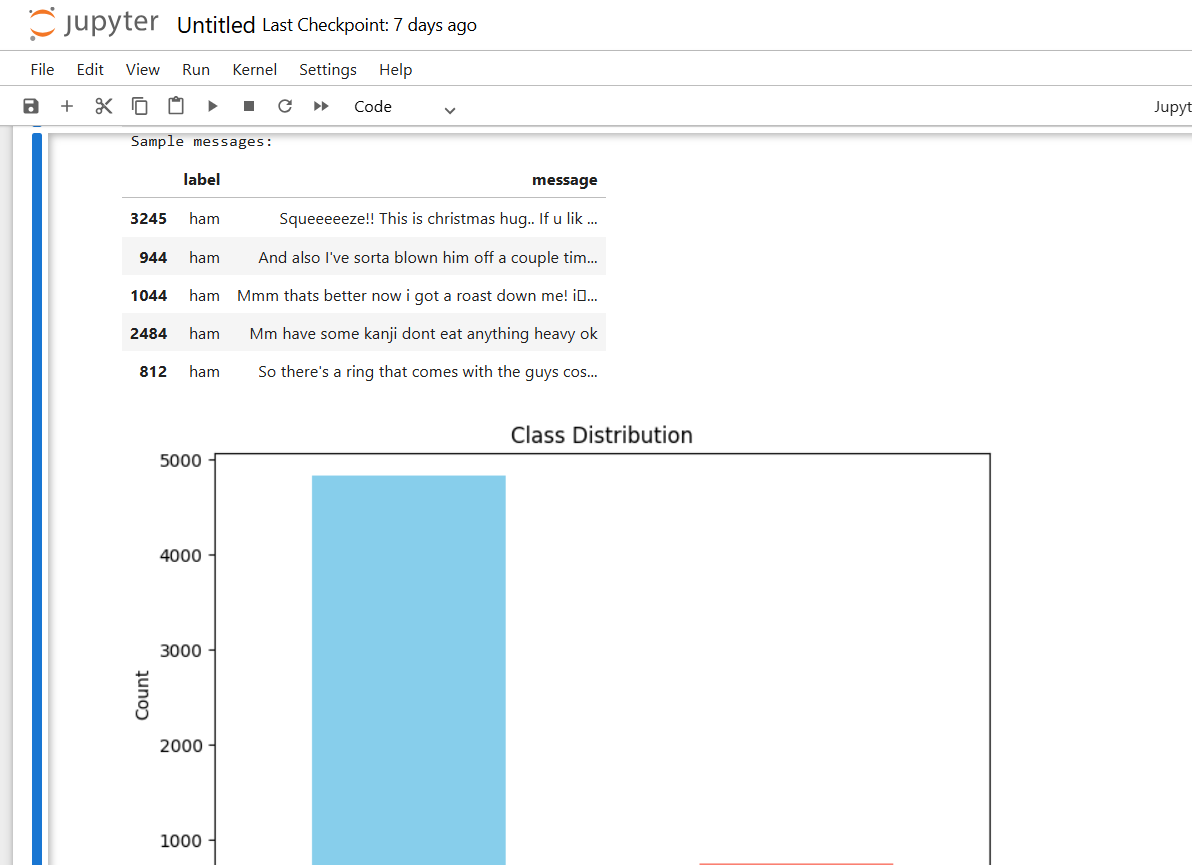 jupyter Untitled Last Checkpoint: 7 days ago
File Edit View Run Kernel Settings Help
Code Jupyt
Sample messages:
label message
3245 ham Squeeeeeze!! This is christmas hug.. If u lik ...
944 ham And also I've sorta blown him off a couple tim...
1044 ham Mmm thats better now i got a roast down me! i...
2484 ham Mm have some kanji dont eat anything heavy ok
812 ham So there's a ring that comes with the guys cos...
Class Distribution
5000
4000
3000
Count
2000
1000